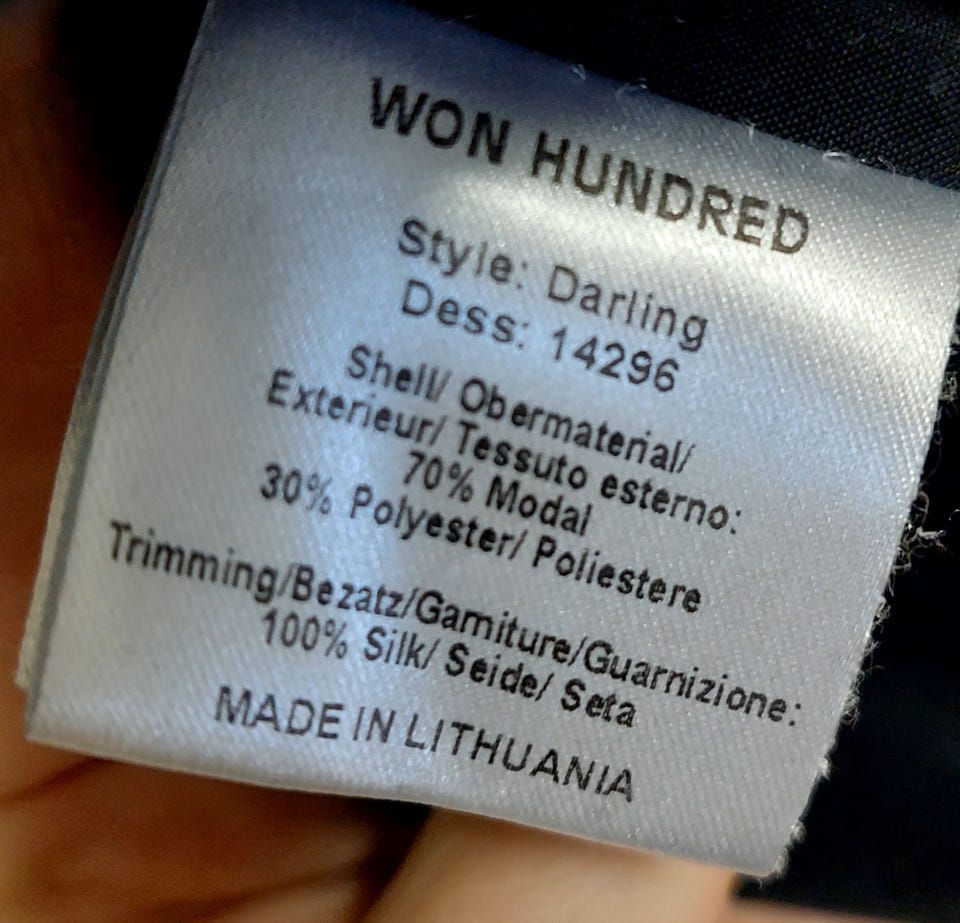 WON HUNDRED
Style: Darling
Dess: 14296
Shell/ Obermaterial/
Exterieur/ Tessuto esterno:
70% Modal
30% Polyester/ Poliestere
Trimming/Bezatz/Garniture/Guarnizione:
100% Silk/ Seide/ Seta
MADE IN LITHUANIA